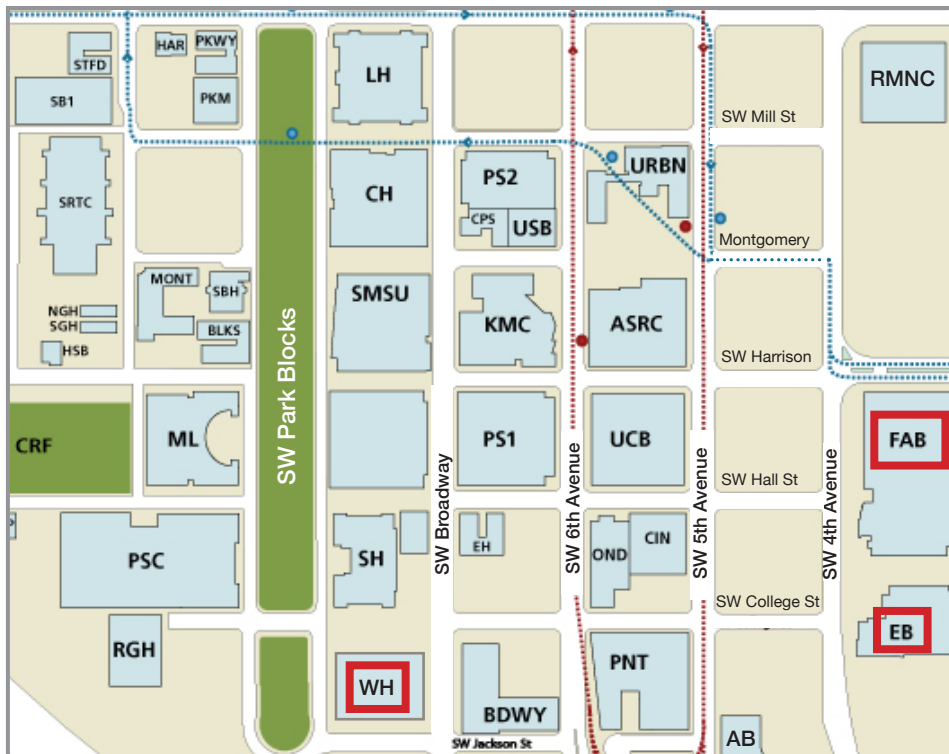 HAR
PKWY
STFD
LH
RMNC
SB1
PKM
SW Mill St
URBN
PS2
CH
SRTC
CPS
USB
Montgomery
MONT
SBH
SMSU
NGH
SGH
BLKS
KMC
ASRC
HSB
SW Harrison
SW Park Blocks
CRF
ML
PS1
UCB
FAB
SW Broadway
SW 6th Avenue
SW 5th Avenue
SW 4th Avenue
SW Hall St
PSC
SH
EH
OND
CIN
SW College St
EB
RGH
PNT
WH
BDWY
AB
SW Jackson St